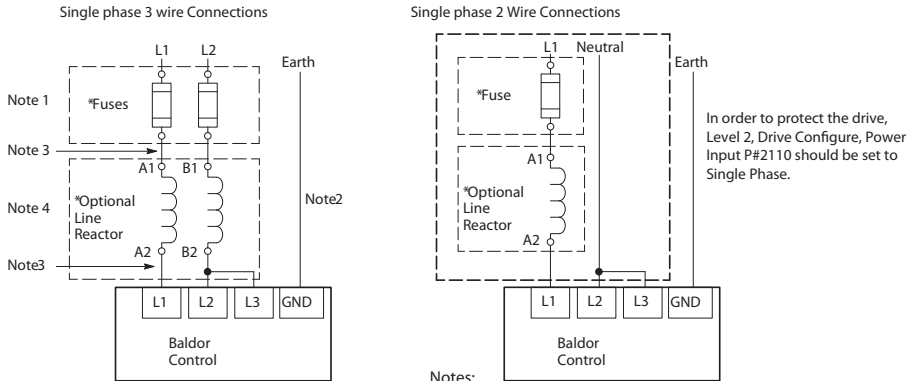 Single phase 3 wire Connections
L1
L2
Earth
Note 1
*Fuses
Note 3
A1
B1
Note 4
*Optional
Line
Reactor
Note2
Note3
A2
B2
L1
L2
L3
GND
Baldor
Control
Single phase 2 Wire Connections
L1
Neutral
Earth
*Fuse
A1
*Optional
Line
Reactor
A2
L1
L2
L3
GND
Baldor
Control
In order to protect the drive,
Level 2, Drive Configure, Power
Input P#2110 should be set to
Single Phase.
Notes: